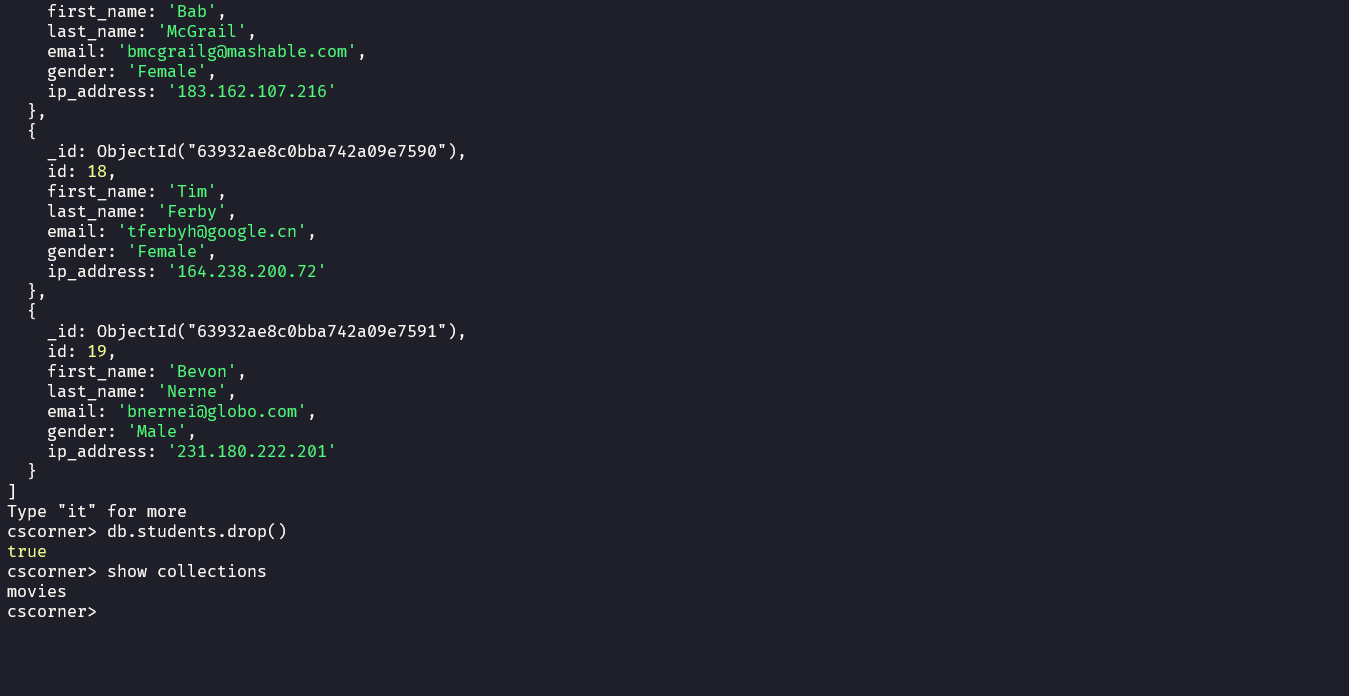 first_name: 'Bab',
last_name: 'McGrail',
email: 'bmcgrailg@mashable.com',
gender: 'Female',
ip_address: '183.162.107.216'
},
{
_id: ObjectId("63932ae8c0bba742a09e7590"),
id: 18,
first_name: 'Tim',
last_name: 'Ferby',
email: 'tferbyh@google.cn',
gender: 'Female',
ip_address: '164.238.200.72'
},
{
_id: ObjectId("63932ae8c0bba742a09e7591"),
id: 19,
first_name: 'Bevon',
last_name: 'Nerne',
email: 'bnernei@globo.com',
gender: 'Male',
ip_address: '231.180.222.201'
}
]
Type "it" for more
cscorner> db.students.drop()
true
cscorner> show collections
movies
cscorner>